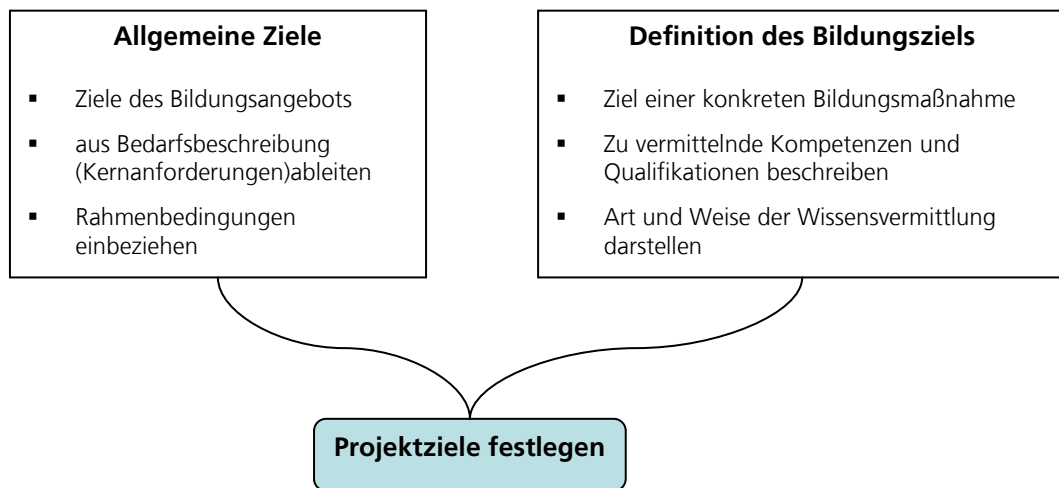 Allgemeine Ziele
▪ Ziele des Bildungsangebots
▪ aus Bedarfsbeschreibung
(Kernanforderungen)ableiten
▪ Rahmenbedingungen
einbeziehen
Definition des Bildungsziels
▪ Ziel einer konkreten Bildungsmaßnahme
▪ Zu vermittelnde Kompetenzen und
Qualifikationen beschreiben
▪ Art und Weise der Wissensvermittlung
darstellen
Projektziele festlegen